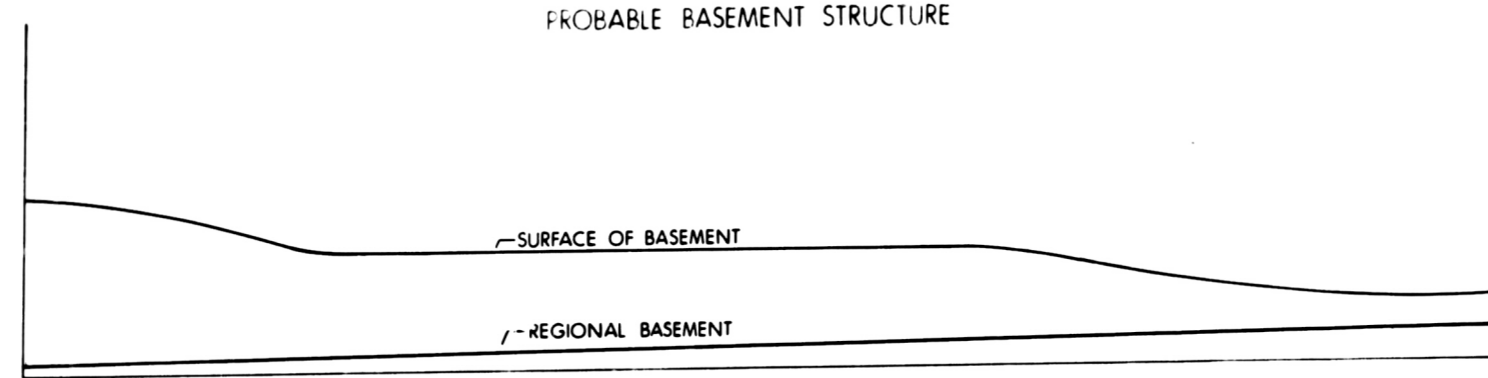 PROBABLE BASEMENT STRUCTURE
SURFACE OF BASEMENT
REGIONAL BASEMENT